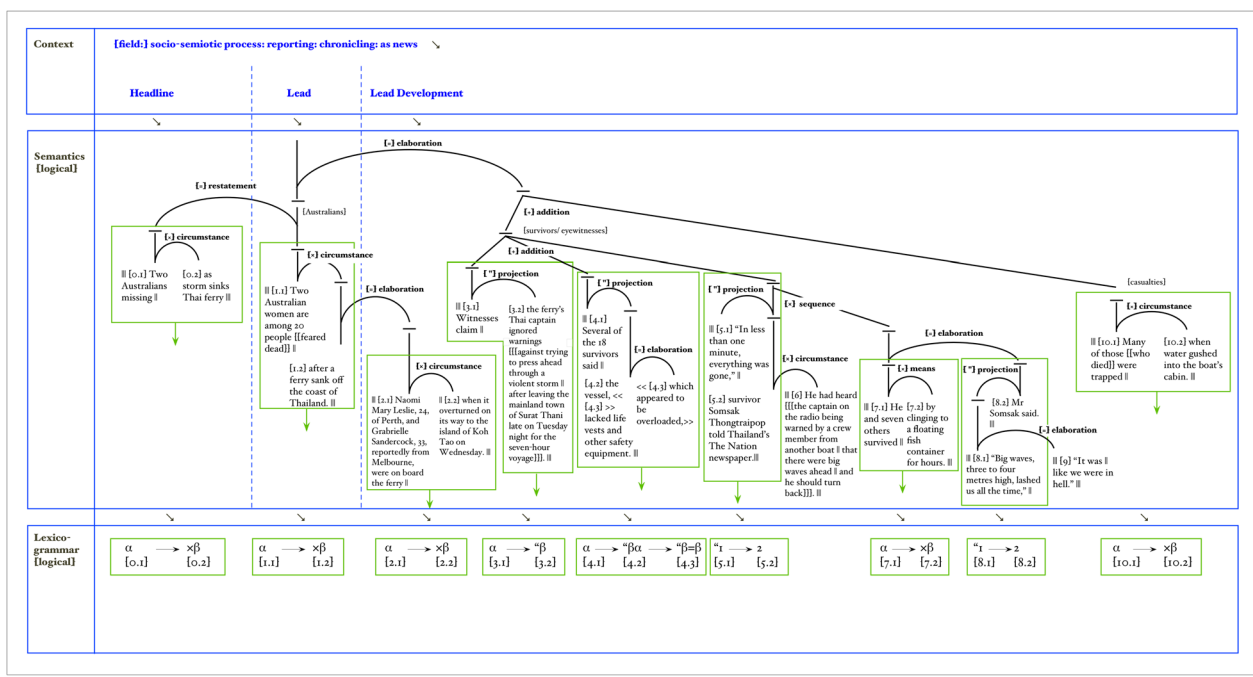 Context
[field:] socio-semiotic process: reporting: chronicling: as news ↘
Headline
Lead
Lead Development
↘ ↘ ↘
Semantics
[logical]
[=] elaboration
[=] restatement
[Australians]
[+] addition
[survivors/ eyewitnesses]
[+] addition
[casualties]
[×] circumstance
||| [0.1] Two
Australians
missing ||
[0.2] as
storm sinks
Thai ferry |||
[×] circumstance
||| [1.1] Two
Australian
women are
among 20
people [[feared
dead]] ||
[1.2] after a
ferry sank off
the coast of
Thailand. |||
[=] elaboration
[×] circumstance
||| [2.1] Naomi
Mary Leslie, 24,
of Perth, and
Grabrielle
Sandercock, 33,
reportedly from
Melbourne,
were on board
the ferry ||
|| [2.2] when it
overturned on
its way to the
island of Koh
Tao on
Wednesday. |||
[ "] projection
||| [3.1]
Witnesses
claim ||
[3.2] the ferry's
Thai captain
ignored
warnings
[[[against trying
to press ahead
through a
violent storm ||
after leaving the
mainland town
of Surat Thani
late on Tuesday
night for the
seven-hour
voyage]]]. |||
[ "] projection
||| [4.1]
Several of
the 18
survivors
said ||
[=] elaboration
[4.2] the
vessel, <<
[4.3] >>
lacked life
vests and
other safety
equipment. |||
<< [4.3] which
appeared to
be
overloaded,>>
[ "] projection
||| [5.1] “In less
than one
minute,
everything was
gone,” ||
[5.2] survivor
Somsak
Thongtraipop
told Thailand's
The Nation
newspaper.|||
[×] sequence
[×] circumstance
||| [6] He had heard
[[[the captain on
the radio being
warned by a crew
member from
another boat || that
there were big
waves ahead || and
he should turn
back]]]. |||
[=] elaboration
[×] means
||| [7.1] He
and seven
others
survived ||
[7.2] by
clinging to
a floating
fish
container
for hours. |||
[ "] projection
[8.2] Mr
Somsak said.
|||
[=] elaboration
||| [8.1] “Big waves,
three to four
metres high, lashed
us all the time,” ||
||| [9] “It was ||
like we were in
hell.” |||
[×] circumstance
||| [10.1] Many
of those [[who
died]] were
trapped ||
[10.2] when
water gushed
into the boat's
cabin. |||
↘ ↘ ↘ ↘ ↘ ↘ ↘ ↘ ↘
Lexico-
grammar
[logical]
α → ×β
[0.1] [0.2]
α → ×β
[1.1] [1.2]
α → ×β
[2.1] [2.2]
α → “β
[3.1] [3.2]
α → “βα → “β=β
[4.1] [4.2] [4.3]
“1 → 2
[5.1] [5.2]
α → ×β
[7.1] [7.2]
“1 → 2
[8.1] [8.2]
α → ×β
[10.1] [10.2]